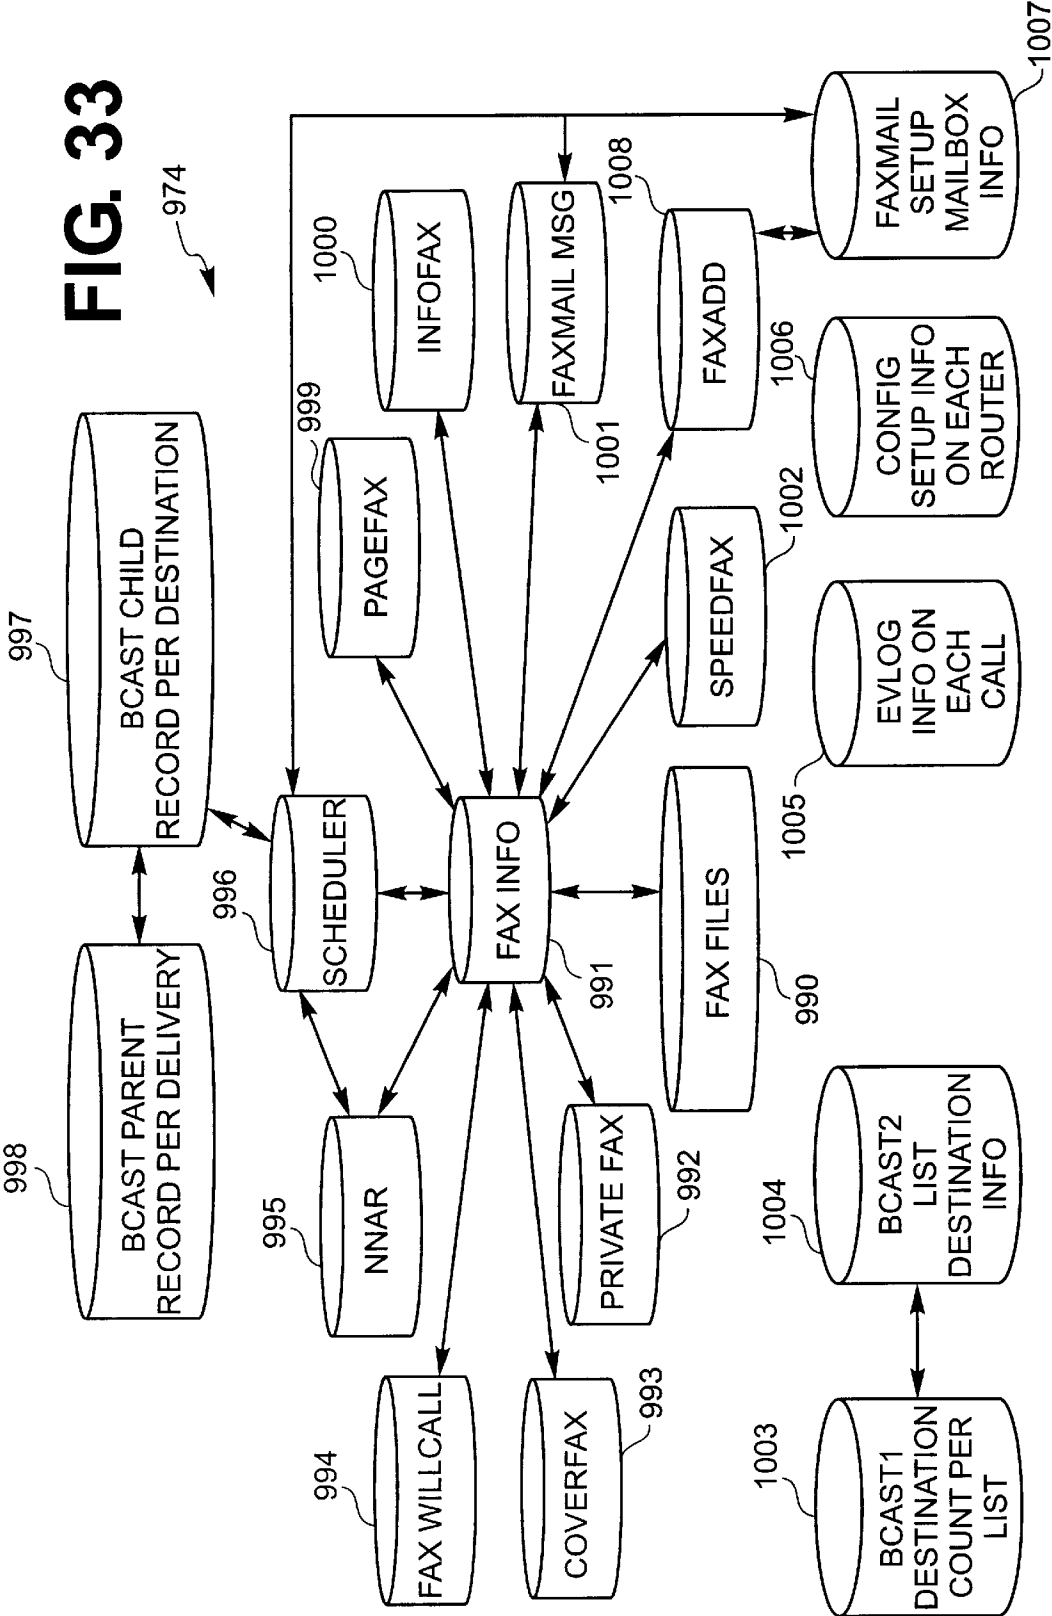 FIG. 33
974
998
BCAST PARENT
RECORD PER DELIVERY
997
BCAST CHILD
RECORD PER DESTINATION
996
SCHEDULER
995
NNAR
999
PAGEFAX
1000
INFOFAX
994
FAX WILLCALL
FAX INFO
991
FAXMAIL MSG
1001
COVERFAX
993
PRIVATE FAX
992
FAX FILES
990
SPEEDFAX
1002
FAXADD
1008
1003
BCAST1
DESTINATION
COUNT PER
LIST
1004
BCAST2
LIST
DESTINATION
INFO
1005
EVLOG
INFO ON
EACH
CALL
1006
CONFIG
SETUP INFO
ON EACH
ROUTER
FAXMAIL
SETUP
MAILBOX
INFO
1007